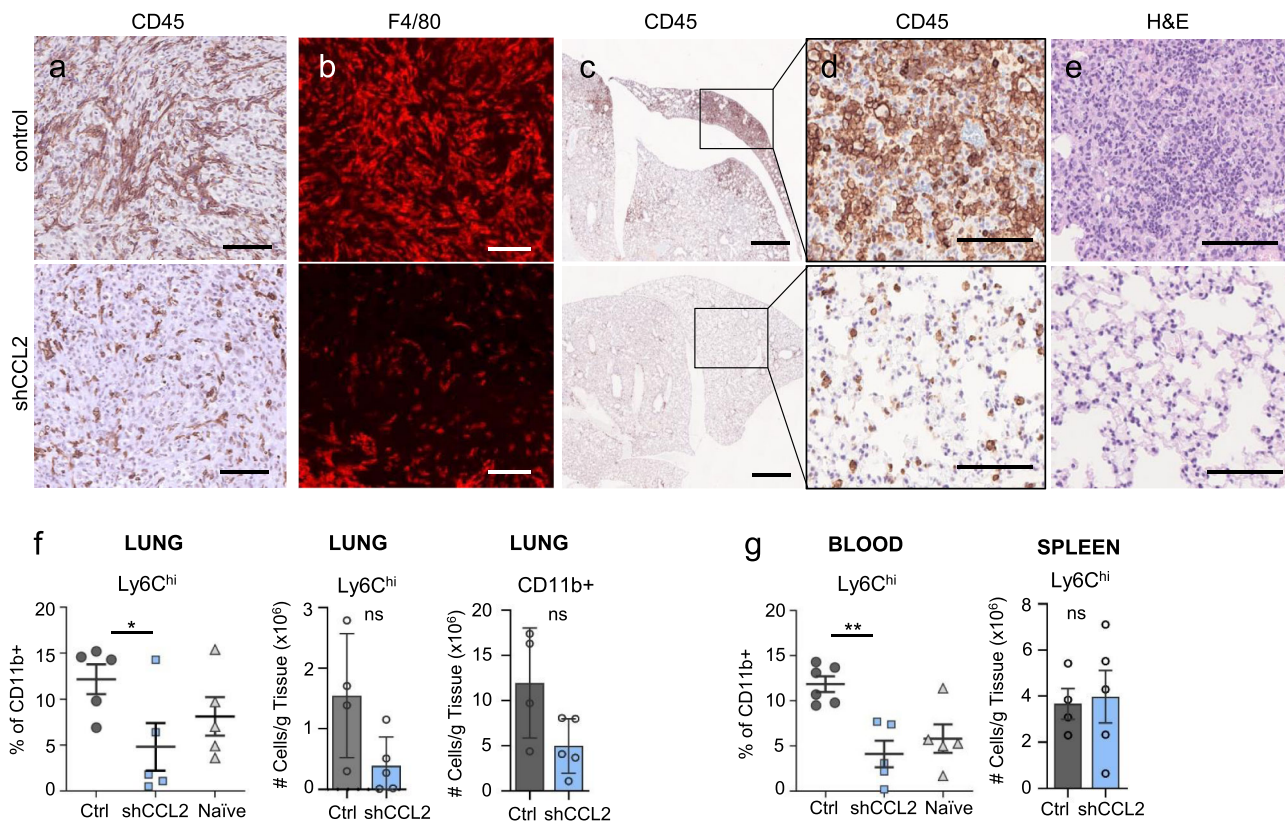 CD45 F4/80 CD45 CD45 H&E
a b c d e
control
shCCL2
f LUNG LUNG LUNG g BLOOD SPLEEN
Ly6Chi Ly6Chi CD11b+ Ly6Chi Ly6Chi
% of CD11b+
20
15
10
5
0
*
Ctrl shCCL2 Naïve
# Cells/g Tissue (x10⁶)
3
2
1
0
ns
Ctrl shCCL2
# Cells/g Tissue (x10⁶)
20
15
10
5
0
ns
Ctrl shCCL2
% of CD11b+
20
15
10
5
0
**
Ctrl shCCL2 Naïve
# Cells/g Tissue (x10⁶)
8
6
4
2
0
ns
Ctrl shCCL2